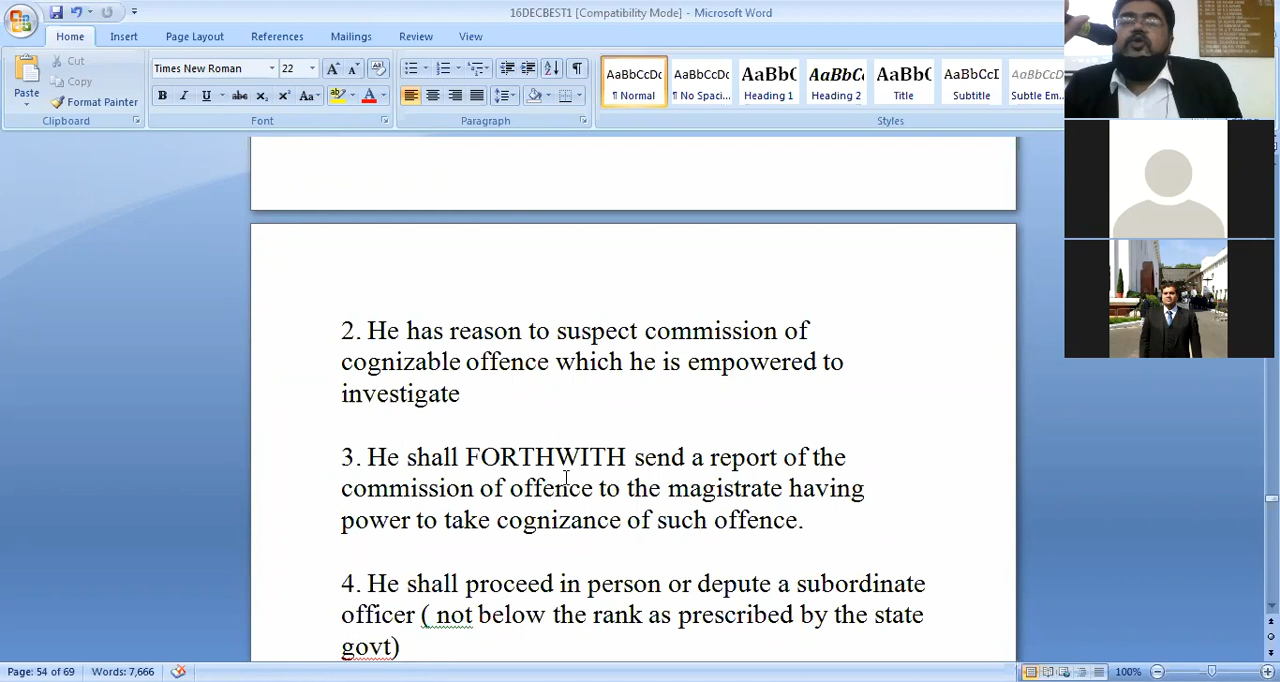 16DECBEST1 [Compatibility Mode] - Microsoft Word
Home Insert Page Layout References Mailings Review View
Paste
Cut
Copy
Format Painter
Clipboard
Times New Roman 22
Font
Paragraph
AaBbCcDc AaBbCcDc AaBbC AaBbCc AaBbC AaBbCcI AaBbCcDc
¶ Normal ¶ No Spaci... Heading 1 Heading 2 Title Subtitle Subtle Em...
Styles
2. He has reason to suspect commission of
cognizable offence which he is empowered to
investigate
3. He shall FORTHWITH send a report of the
commission of offence to the magistrate having
power to take cognizance of such offence.
4. He shall proceed in person or depute a subordinate
officer ( not below the rank as prescribed by the state
govt)
Page: 54 of 69 Words: 7,666 100%